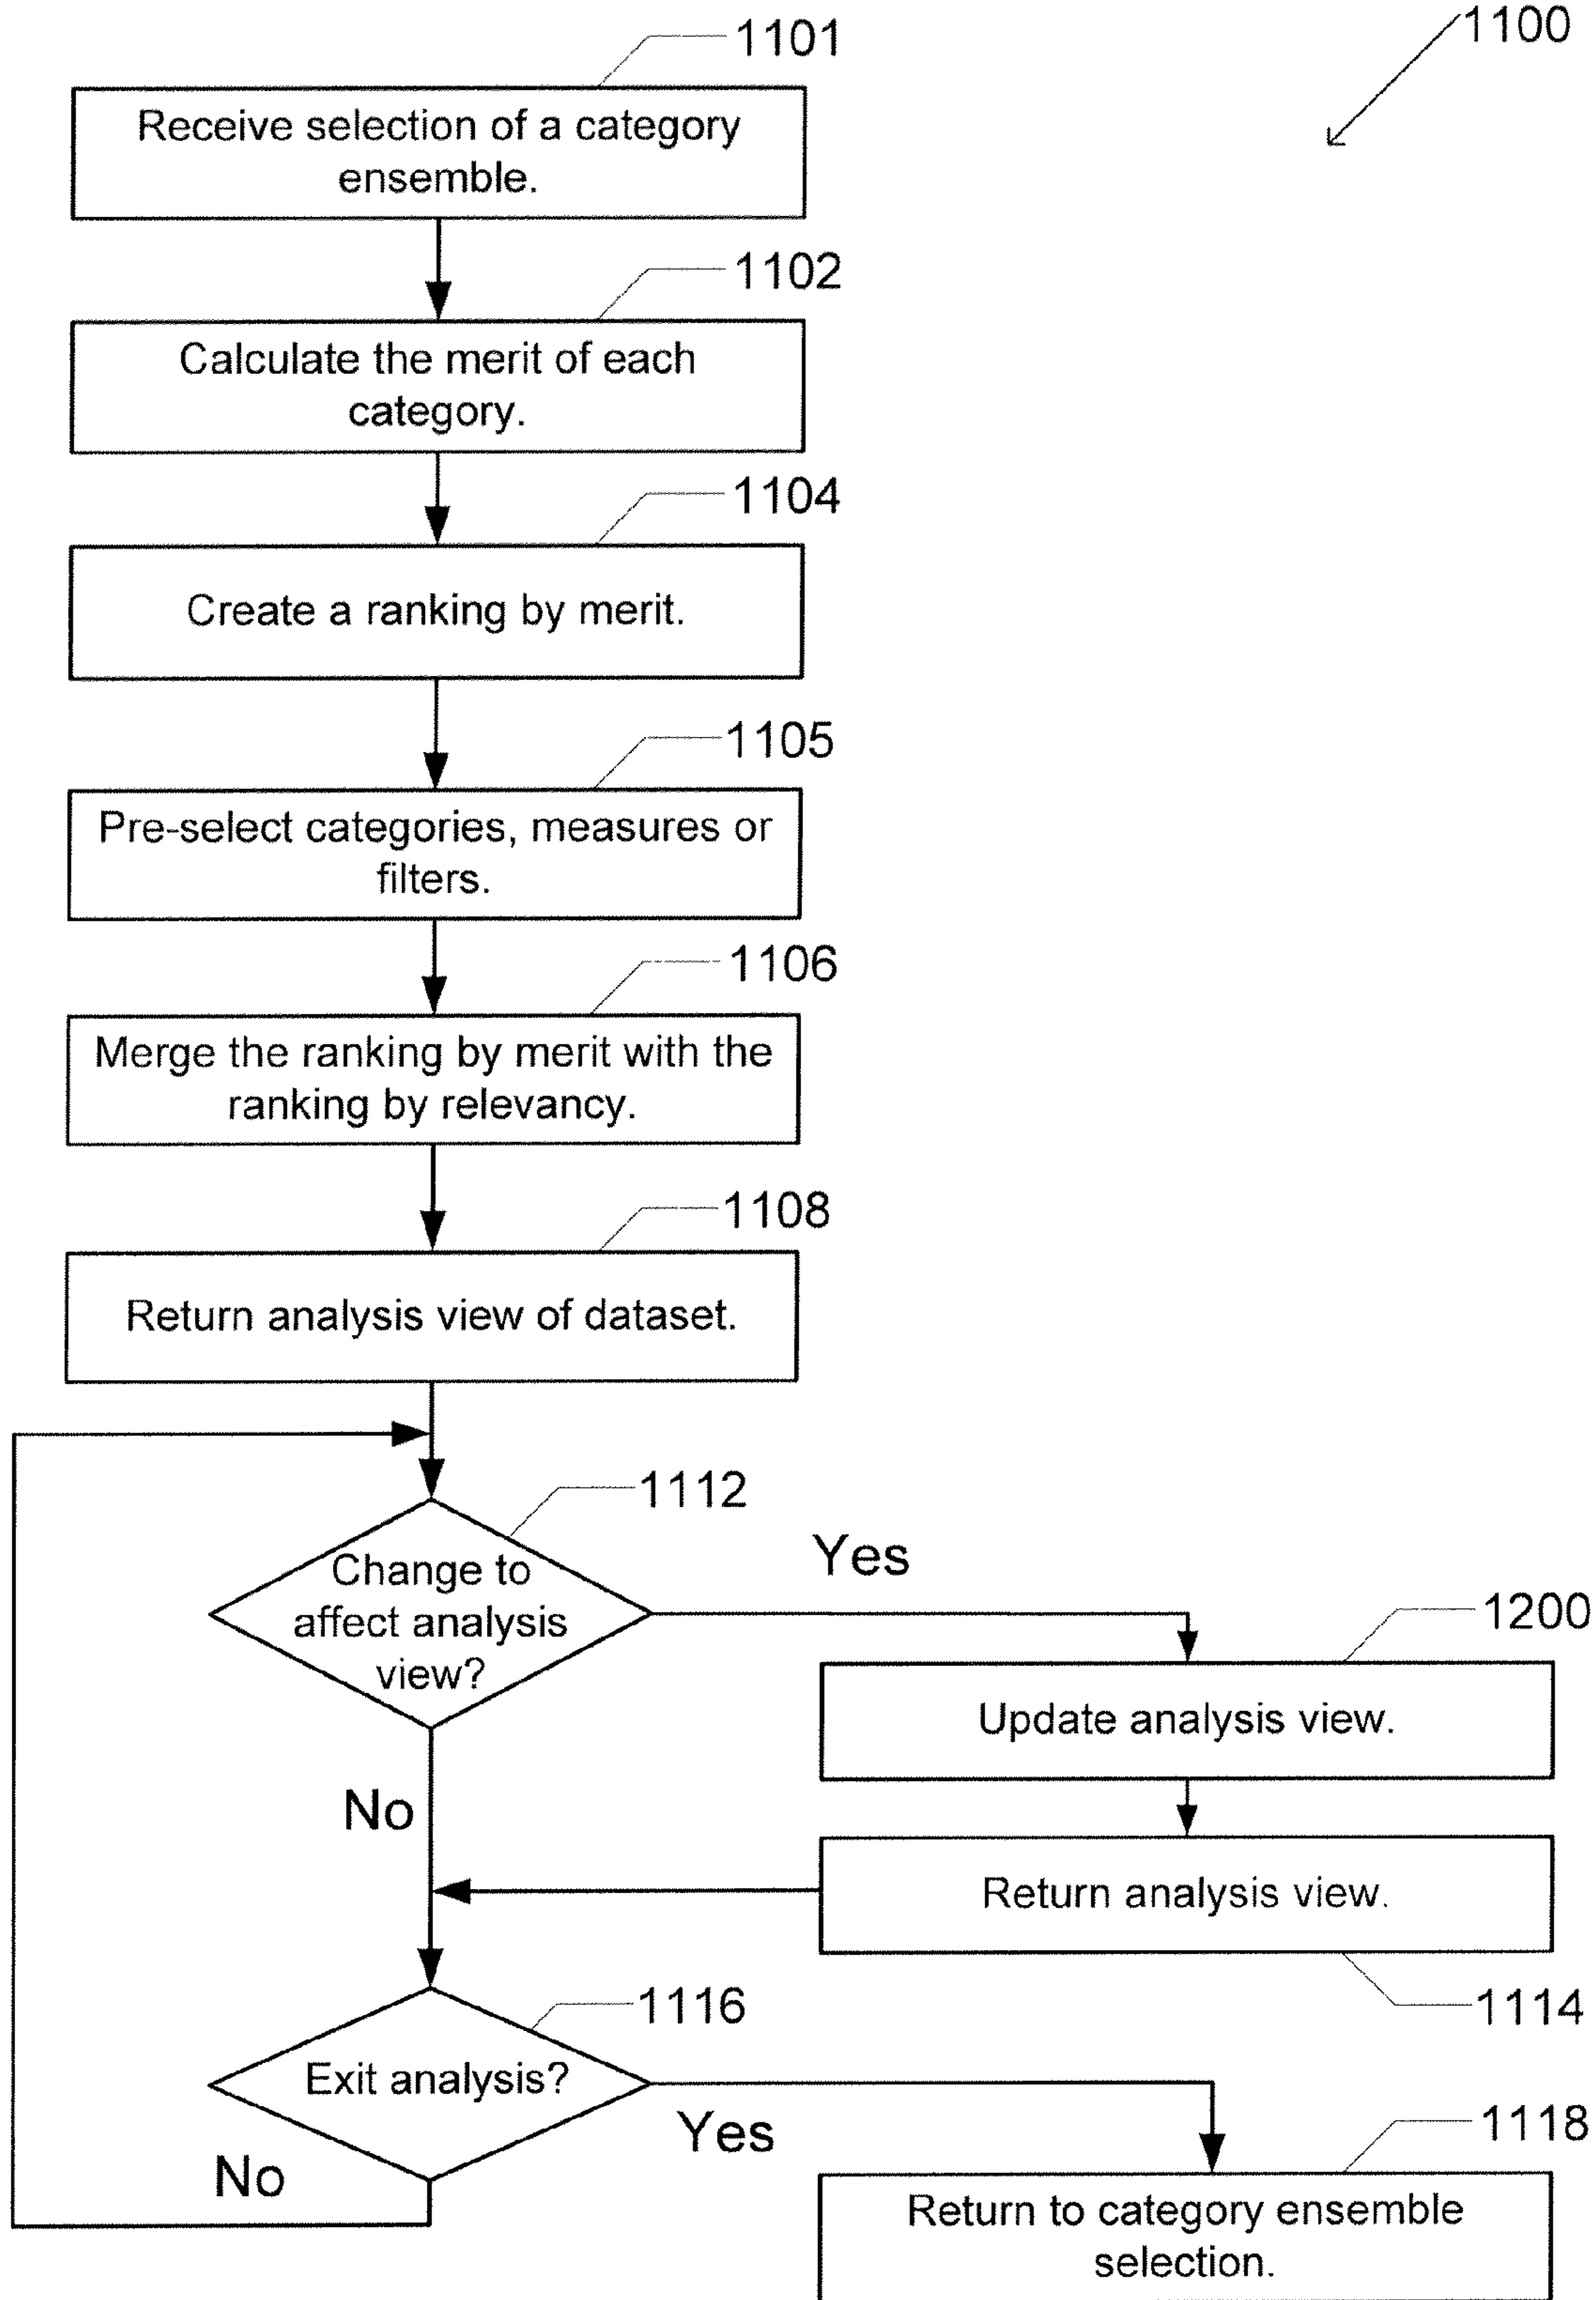 1100
1101
Receive selection of a category
ensemble.
1102
Calculate the merit of each
category.
1104
Create a ranking by merit.
1105
Pre-select categories, measures or
filters.
1106
Merge the ranking by merit with the
ranking by relevancy.
1108
Return analysis view of dataset.
1112
Change to
affect analysis
view?
Yes
1200
Update analysis view.
No
Return analysis view.
1114
1116
Exit analysis?
Yes
No
1118
Return to category ensemble
selection.